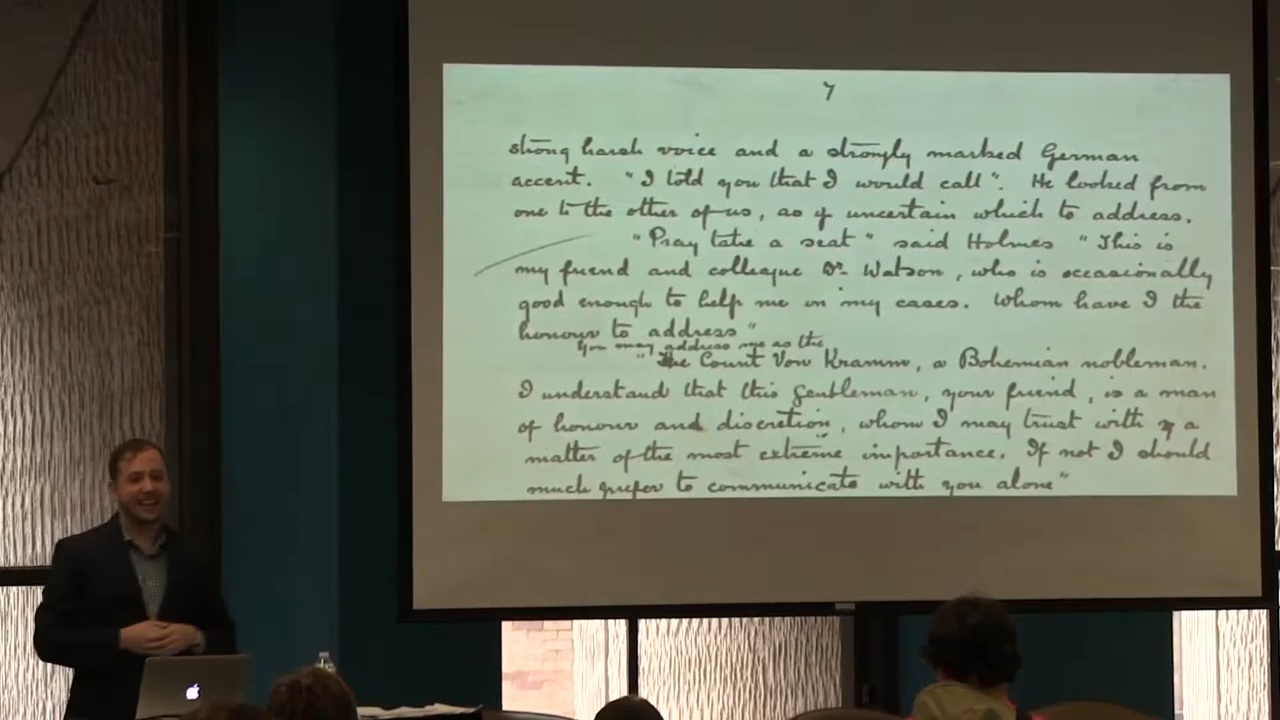 7
strong harsh voice and a strongly marked German
accent. "I told you that I would call". He looked from
one to the other of us, as if uncertain which to address.
"Pray take a seat" said Holmes "This is
my friend and colleague Dr. Watson, who is occasionally
good enough to help me in my cases. Whom have I the
honour to address"
You may address me as the
"The Count Von Kramm, a Bohemian nobleman.
I understand that this gentleman, your friend, is a man
of honour and discretion, whom I may trust with a
matter of the most extreme importance. If not I should
much prefer to communicate with you alone"